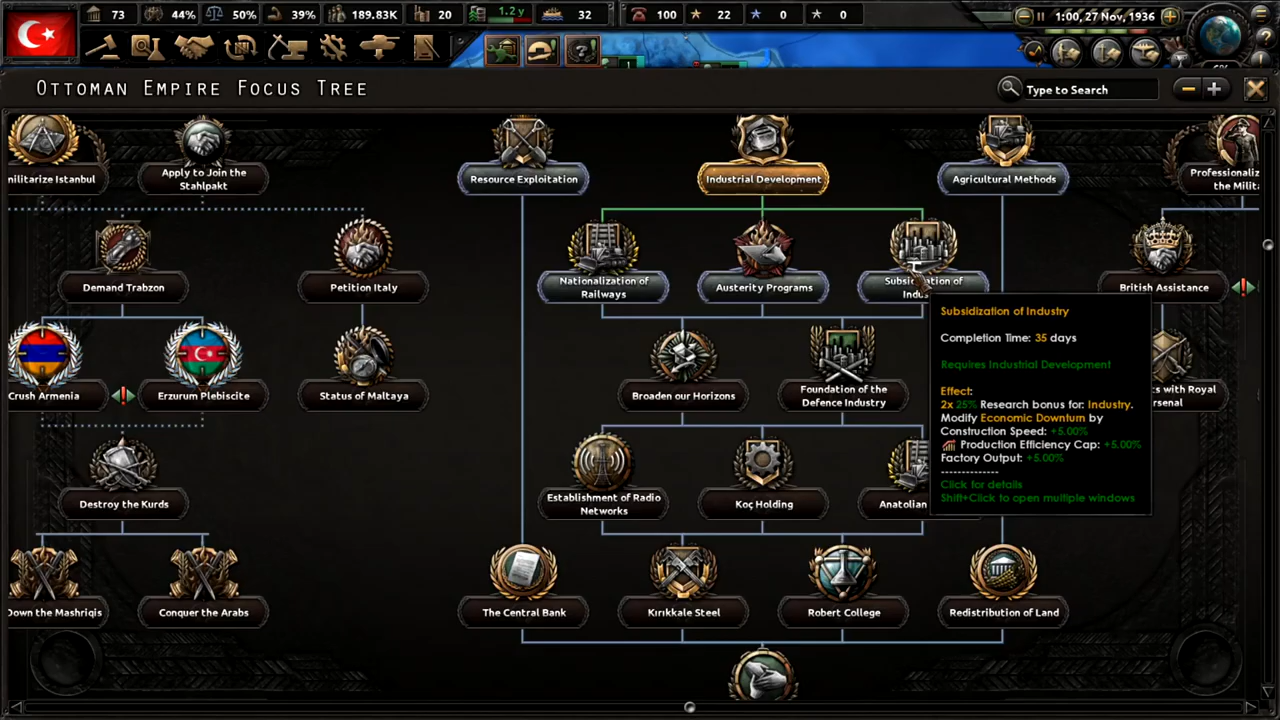 73
44%
50%
39%
189.83K
20
1.2 y
32
100
22
0
0
1:00, 27 Nov, 1936
OTTOMAN EMPIRE FOCUS TREE
Type to Search
militarize Istanbul
Apply to Join the
Stahlpakt
Resource Exploitation
Industrial Development
Agricultural Methods
Professionaliz
the Milita
Demand Trabzon
Petition Italy
Nationalization of
Railways
Austerity Programs
Subsidization of
Indus
British Assistance
Subsidization of Industry
Completion Time: 35 days
Requires Industrial Development
Effect:
2x 25% Research bonus for: Industry.
Modify Economic Downturn by
Construction Speed: +5.00%
Production Efficiency Cap: +5.00%
Factory Output: +5.00%
--------------
Click for details
Shift+Click to open multiple windows
Crush Armenia
Erzurum Plebiscite
Status of Maltaya
Broaden our Horizons
Foundation of the
Defence Industry
cts with Royal
rsenal
Destroy the Kurds
Establishment of Radio
Networks
Koç Holding
Anatolian
Down the Mashriqis
Conquer the Arabs
The Central Bank
Kırıkkale Steel
Robert College
Redistribution of Land